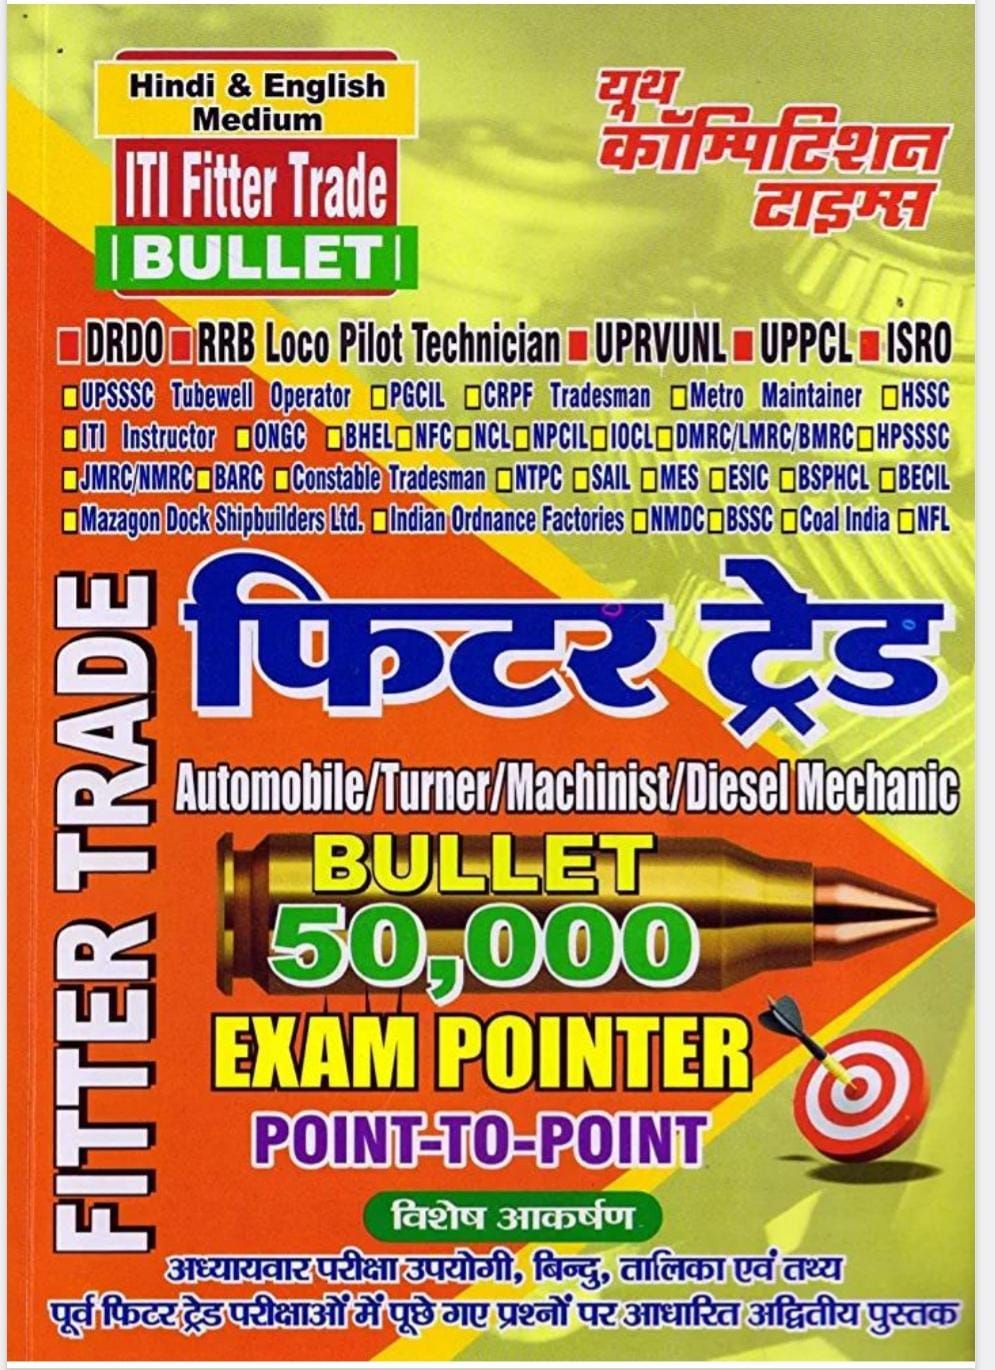 Hindi & English
Medium
ITI Fitter Trade
BULLET
यूथ
कॉम्पिटिशन
टाइम्स
DRDO RRB Loco Pilot Technician UPRVUNL UPPCL ISRO
UPSSSC Tubewell Operator PGCIL CRPF Tradesman Metro Maintainer HSSC
ITI Instructor ONGC BHEL NFC NCL NPCIL IOCL DMRC/LMRC/BMRC HPSSSC
JMRC/NMRC BARC Constable Tradesman NTPC SAIL MES ESIC BSPHCL BECIL
Mazagon Dock Shipbuilders Ltd. Indian Ordnance Factories NMDC BSSC Coal India NFL
FITTER TRADE
फिटर ट्रेड
Automobile/Turner/Machinist/Diesel Mechanic
BULLET
50,000
EXAM POINTER
POINT-TO-POINT
विशेष आकर्षण
अध्यायवार परीक्षा उपयोगी, बिन्दु, तालिका एवं तथ्य
पूर्व फिटर ट्रेड परीक्षाओं में पूछे गए प्रश्नों पर आधारित अद्वितीय पुस्तक